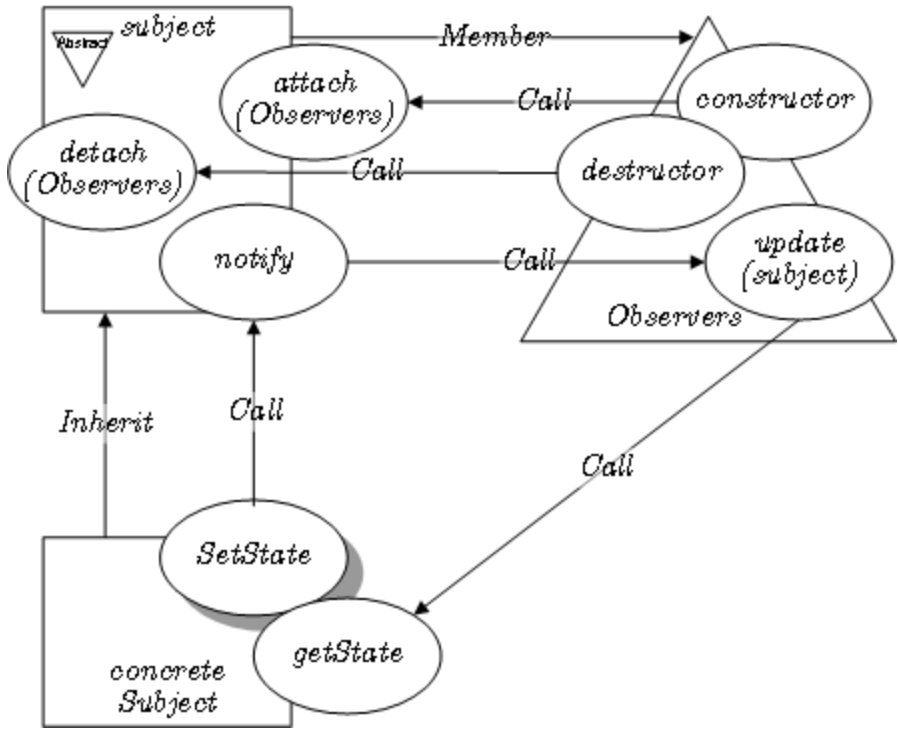 subject
Abstract
Member
attach
(Observers)
Call
constructor
detach
(Observers)
Call
destructor
notify
Call
update
(subject)
Observers
Inherit
Call
Call
SetState
getState
concrete
Subject